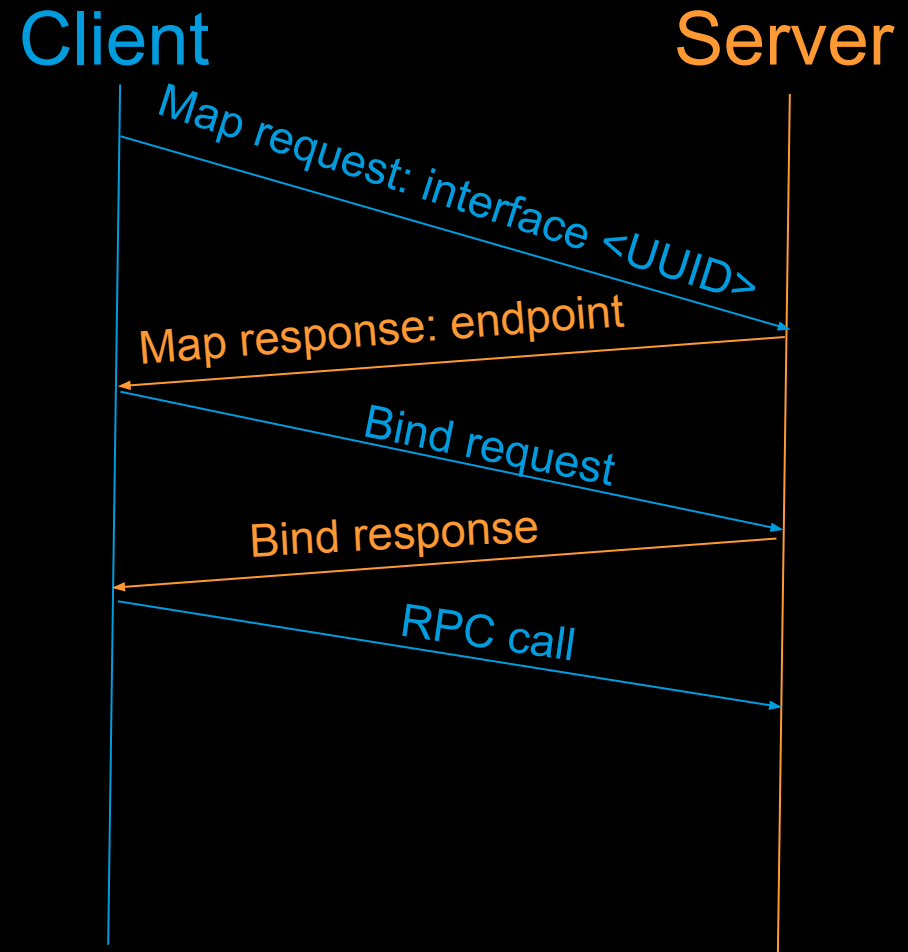 Client
Server
Map request: interface <UUID>
Map response: endpoint
Bind request
Bind response
RPC call